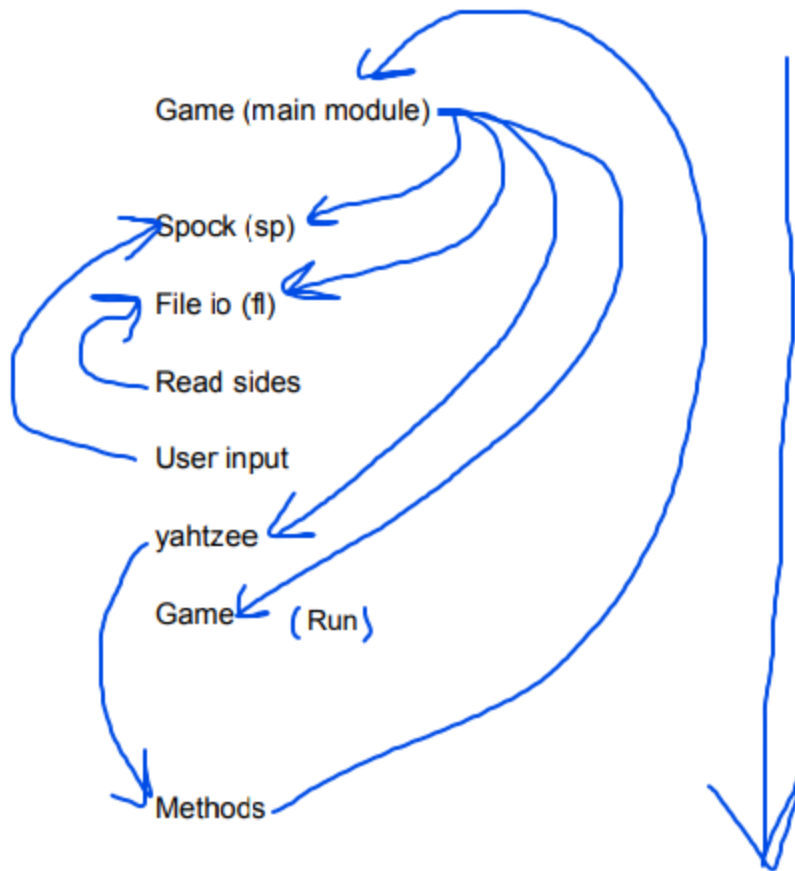 Game (main module)
Spock (sp)
File io (fl)
Read sides
User input
yahtzee
Game (Run)
Methods